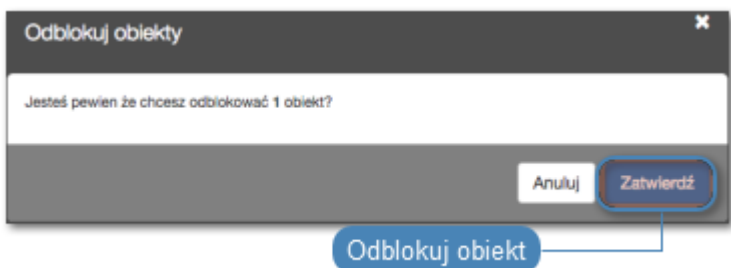 Odblokuj obiekty
Jesteś pewien że chcesz odblokować 1 obiekt?
Anuluj
Zatwierdź
Odblokuj obiekt